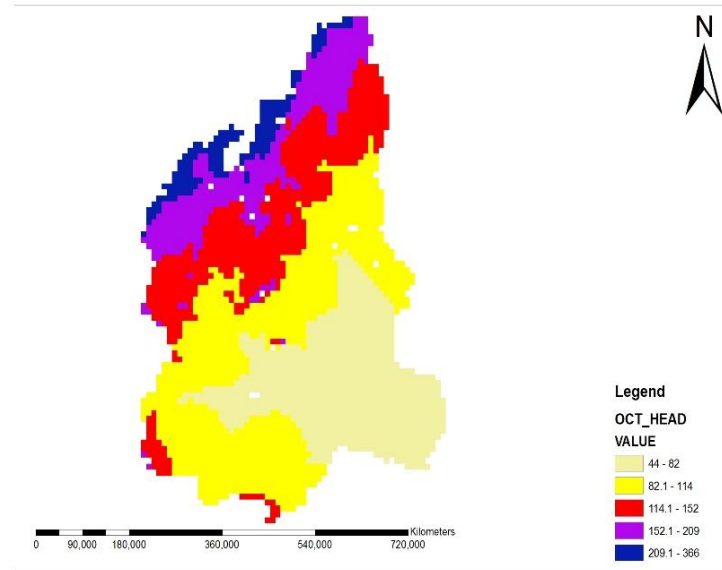 N
Legend
OCT_HEAD
VALUE
44 - 82
82.1 - 114
114.1 - 152
152.1 - 209
209.1 - 366
Kilometers
0 90,000 180,000 360,000 540,000 720,000